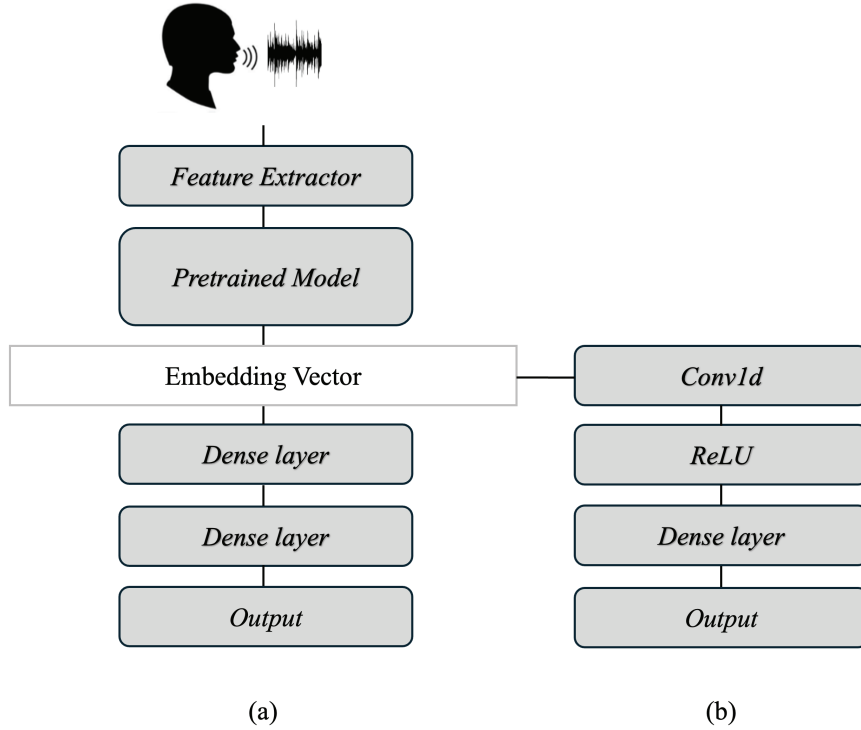 Feature Extractor
Pretrained Model
Embedding Vector
Dense layer
Dense layer
Output
(a)
Conv1d
ReLU
Dense layer
Output
(b)